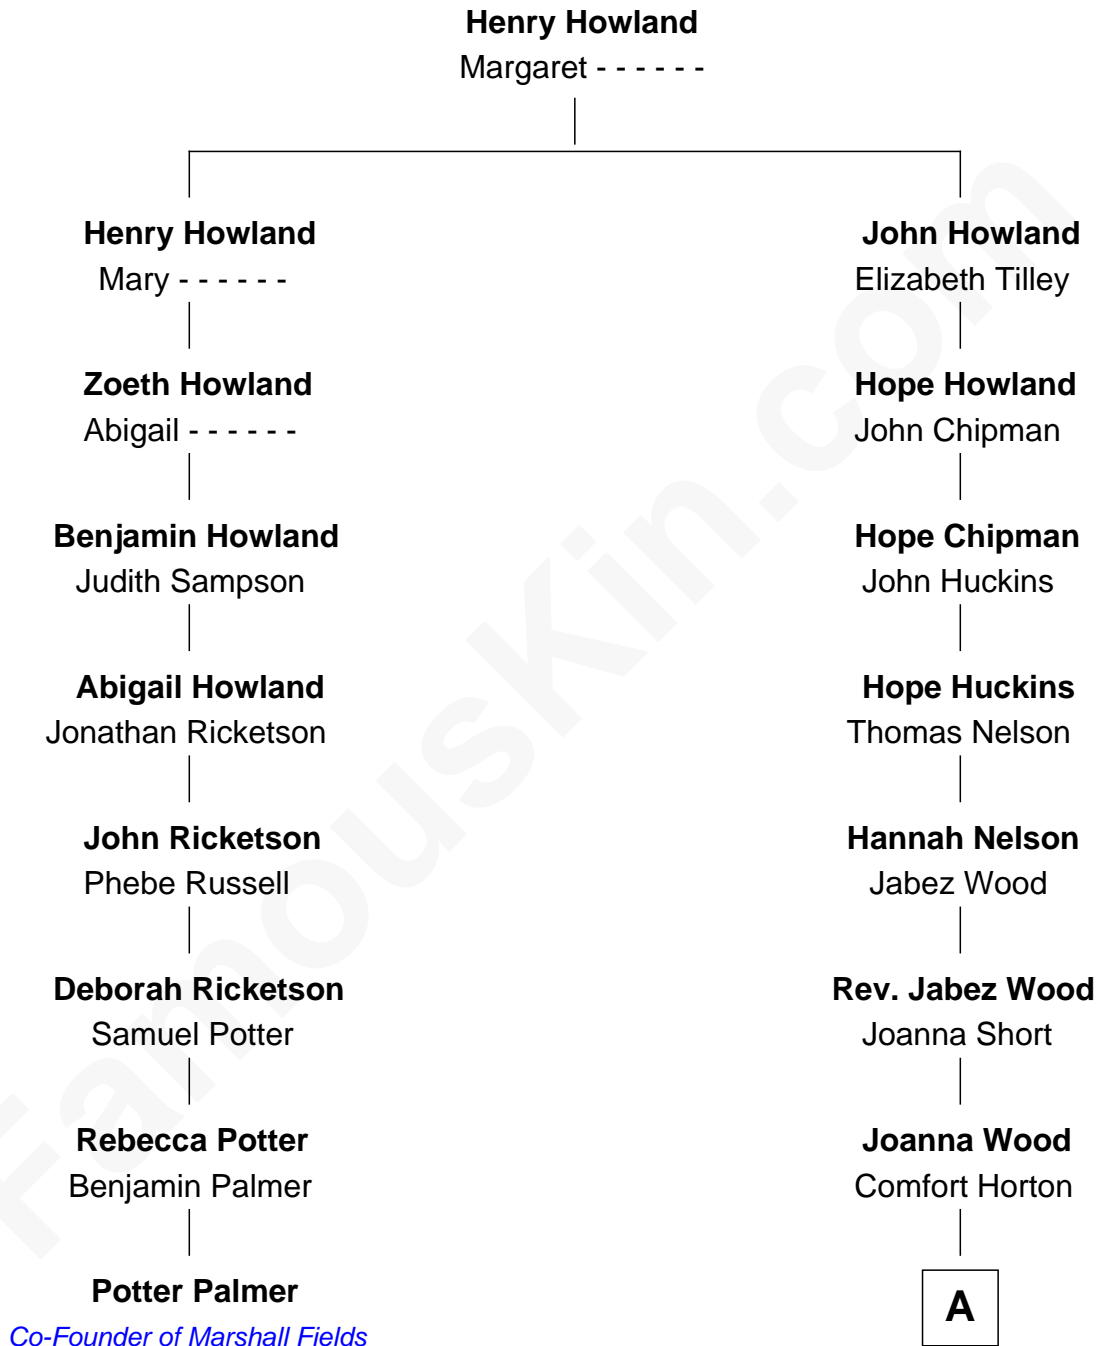 Henry Howland
Margaret - - - - - -
Henry Howland
Mary - - - - - -
John Howland
Elizabeth Tilley
Zoeth Howland
Abigail - - - - - -
Hope Howland
John Chipman
Benjamin Howland
Judith Sampson
Hope Chipman
John Huckins
Abigail Howland
Jonathan Ricketson
Hope Huckins
Thomas Nelson
John Ricketson
Phebe Russell
Hannah Nelson
Jabez Wood
Deborah Ricketson
Samuel Potter
Rev. Jabez Wood
Joanna Short
Rebecca Potter
Benjamin Palmer
Joanna Wood
Comfort Horton
Potter Palmer
Co-Founder of Marshall Fields
A
FamousKin.com